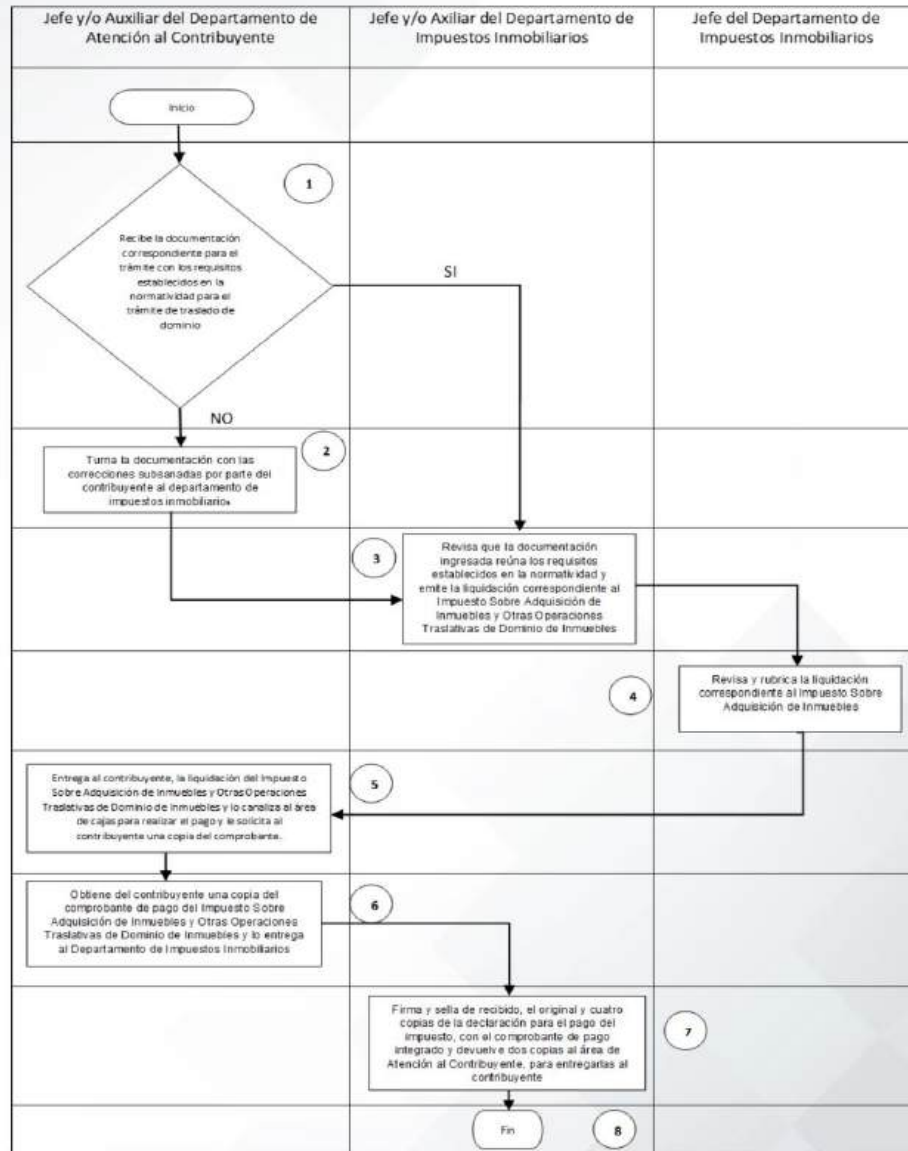 Jefe y/o Auxiliar del Departamento de
Atención al Contribuyente
Jefe y/o Axiliar del Departamento de
Impuestos Inmobiliarios
Jefe del Departamento de
Impuestos Inmobiliarios
Inicio
1
Recibe la documentación
correspondiente para el
trámite con los requisitos
establecidos en la
normatividad para el
trámite de traslado de
dominio
SI
NO
2
Turna la documentación con las
correcciones subsanadas por parte del
contribuyente al departamento de
impuestos inmobiliarios
3
Revisa que la documentación
ingresada reúna los requisitos
establecidos en la normatividad y
emite la liquidación correspondiente al
Impuesto Sobre Adquisición de
Inmuebles y Otras Operaciones
Traslativas de Dominio de Inmuebles
4
Revisa y rubrica la liquidación
correspondiente al Impuesto Sobre
Adquisición de Inmuebles
5
Entrega al contribuyente, la liquidación del Impuesto
Sobre Adquisición de Inmuebles y Otras Operaciones
Traslativas de Dominio de Inmuebles y lo canaliza al área
de cajas para realizar el pago y le solicita al
contribuyente una copia del comprobante.
6
Obtiene del contribuyente una copia del
comprobante de pago del Impuesto Sobre
Adquisición de Inmuebles y Otras Operaciones
Traslativas de Dominio de Inmuebles y lo entrega
al Departamento de Impuestos Inmobiliarios
Firma y sella de recibido, el original y cuatro
copias de la declaración para el pago del
impuesto, con el comprobante de pago
integrado y devuelve dos copias al área de
Atención al Contribuyente, para entregarlas al
contribuyente
7
Fin
8